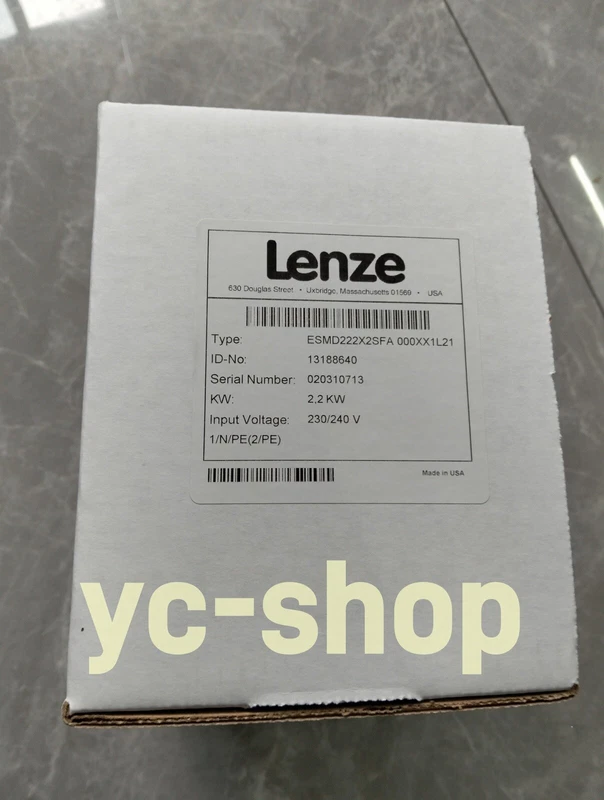 Lenze
630 Douglas Street • Uxbridge, Massachusetts 01569 • USA
Type: ESMD222X2SFA 000XX1L21
ID-No: 13188640
Serial Number: 020310713
KW: 2,2 KW
Input Voltage: 230/240 V
1/N/PE(2/PE)
Made in USA
yc-shop